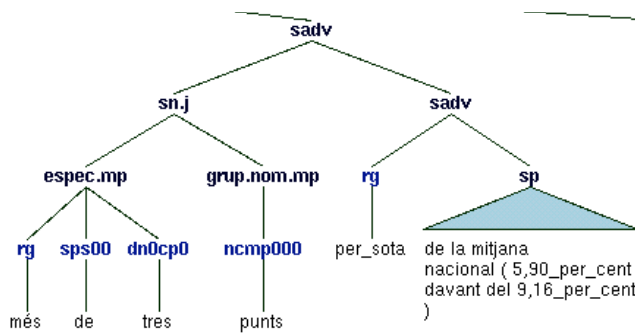 sadv
sn.j sadv
espec.mp grup.nom.mp rg sp
rg sps00 dn0cp0 ncmp000 per_sota de la mitjana
nacional ( 5,90_per_cent
davant del 9,16_per_cent
)
més de tres punts